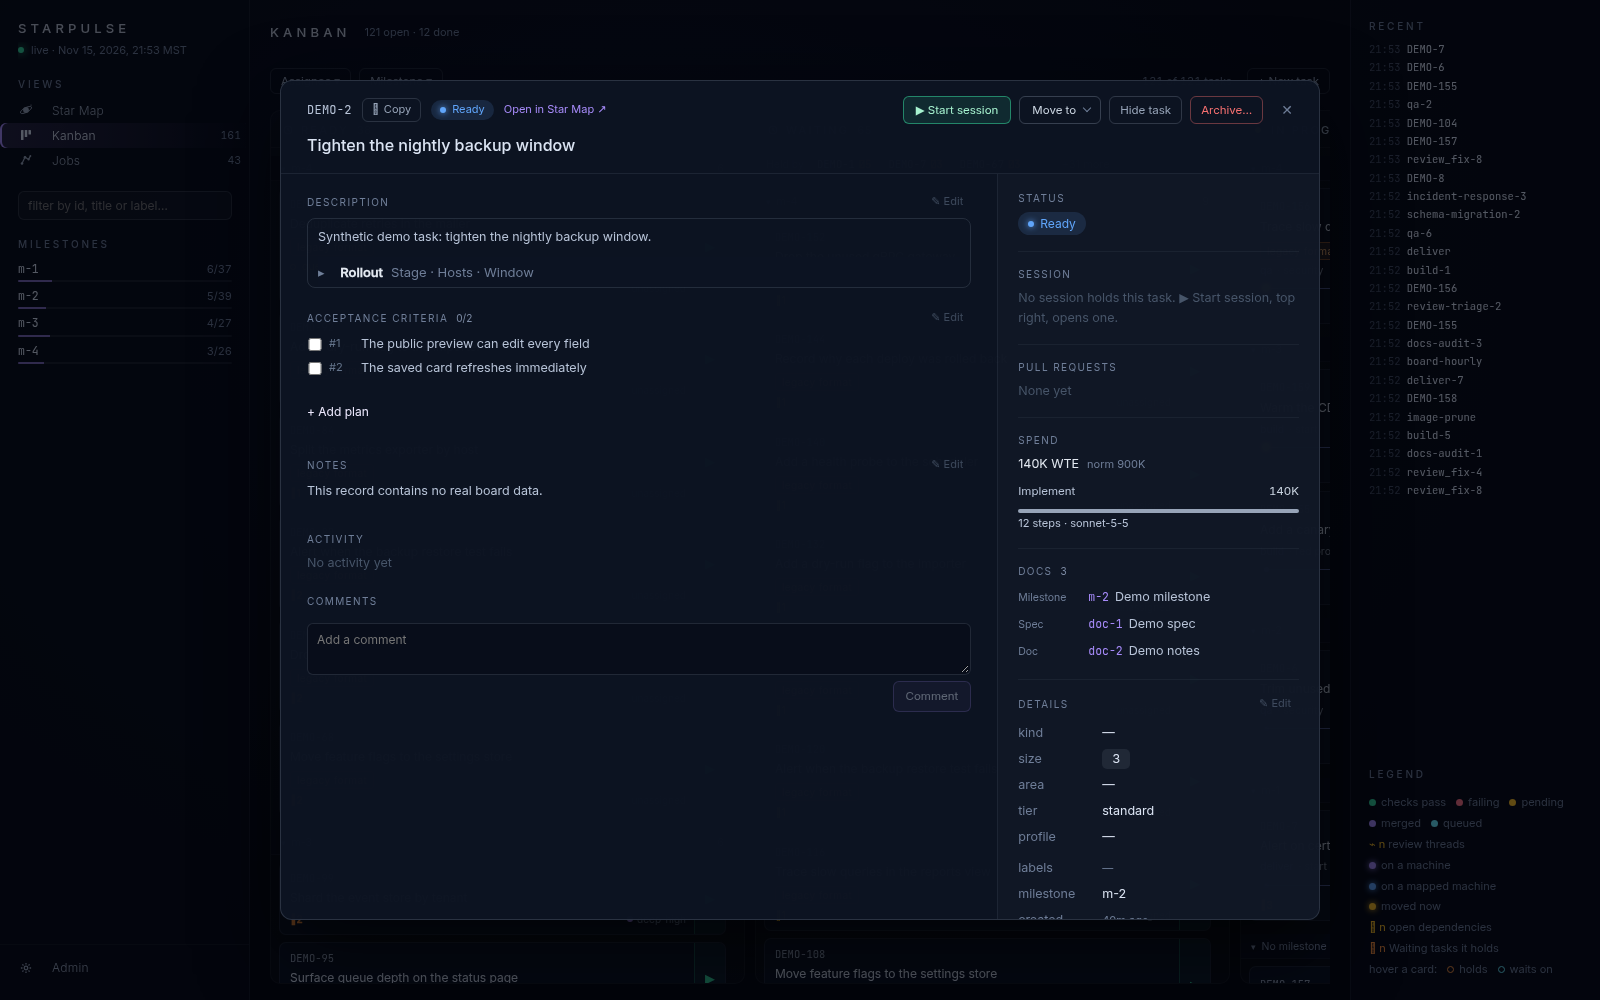 STARPULSE
live · Nov 15, 2026, 21:53 MST
VIEWS
Star Map
Kanban 161
Jobs 43
filter by id, title or label...
MILESTONES
m-1 6/37
m-2 5/39
m-3 4/27
m-4 3/26
Admin
KANBAN 121 open · 12 done
DEMO-2 Copy Ready Open in Star Map ↗
▶ Start session Move to Hide task Archive... ✕
Tighten the nightly backup window
DESCRIPTION ✎ Edit
Synthetic demo task: tighten the nightly backup window.
▸ Rollout Stage · Hosts · Window
ACCEPTANCE CRITERIA 0/2 ✎ Edit
#1 The public preview can edit every field
#2 The saved card refreshes immediately
+ Add plan
NOTES ✎ Edit
This record contains no real board data.
ACTIVITY
No activity yet
COMMENTS
Add a comment
Comment
STATUS
Ready
SESSION
No session holds this task. ▶ Start session, top
right, opens one.
PULL REQUESTS
None yet
SPEND
140K WTE norm 900K
Implement 140K
12 steps · sonnet-5-5
DOCS 3
Milestone m-2 Demo milestone
Spec doc-1 Demo spec
Doc doc-2 Demo notes
DETAILS ✎ Edit
kind —
size 3
area —
tier standard
profile —
labels —
milestone m-2
DEMO-95
Surface queue depth on the status page
DEMO-108
Move feature flags to the settings store
▾ No milestone
DEMO-157
RECENT
21:53 DEMO-7
21:53 DEMO-6
21:53 DEMO-155
21:53 qa-2
21:53 DEMO-104
21:53 DEMO-157
21:53 review_fix-8
21:53 DEMO-8
21:52 incident-response-3
21:52 schema-migration-2
21:52 qa-6
21:52 deliver
21:52 build-1
21:52 DEMO-156
21:52 review-triage-2
21:52 DEMO-155
21:52 docs-audit-3
21:52 board-hourly
21:52 deliver-7
21:52 DEMO-158
21:52 image-prune
21:52 build-5
21:52 docs-audit-1
21:52 review_fix-4
21:52 review_fix-8
LEGEND
checks pass failing pending
merged queued
n review threads
on a machine
on a mapped machine
moved now
n open dependencies
n Waiting tasks it holds
hover a card: holds waits on